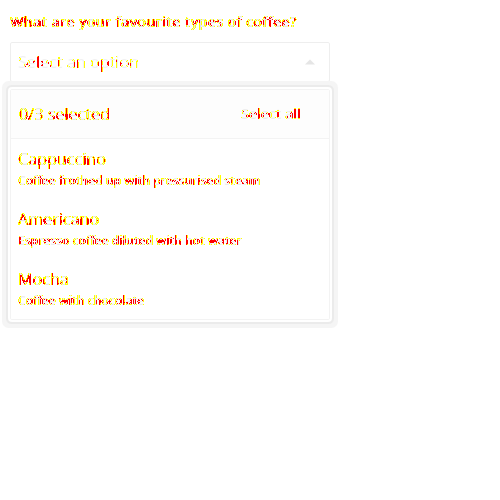 What are your favourite types of coffee?
Select an option
0/3 selected
Select all
Cappuccino
Coffee frothed up with pressurised steam
Americano
Espresso coffee diluted with hot water
Mocha
Coffee with chocolate